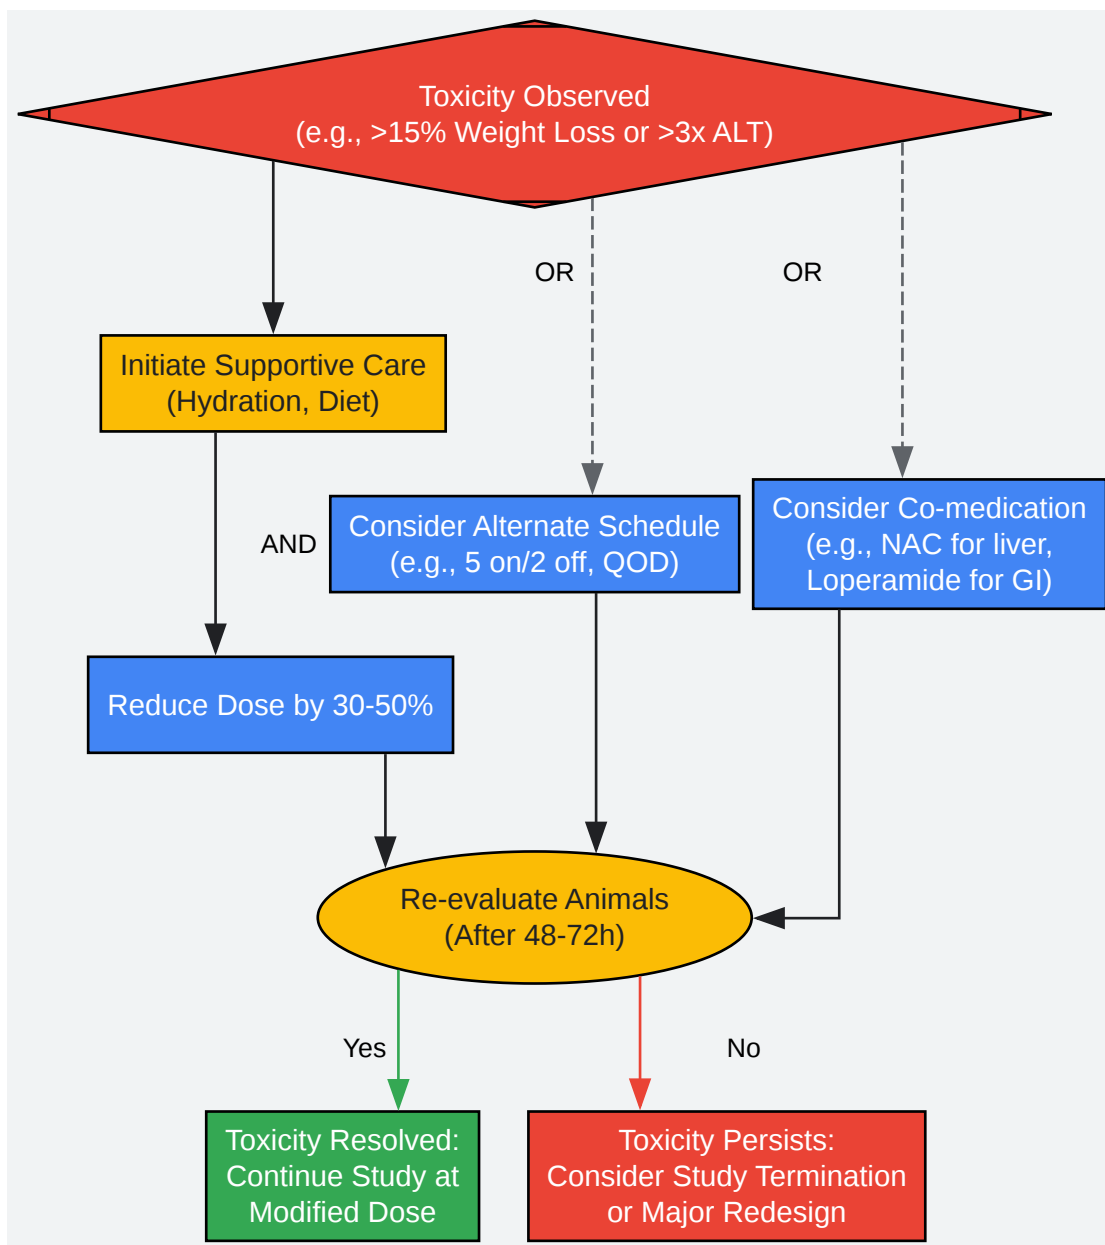 Toxicity Observed
(e.g., >15% Weight Loss or >3x ALT)
OR
OR
Initiate Supportive Care
(Hydration, Diet)
AND
Consider Alternate Schedule
(e.g., 5 on/2 off, QOD)
Consider Co-medication
(e.g., NAC for liver,
Loperamide for GI)
Reduce Dose by 30-50%
Re-evaluate Animals
(After 48-72h)
Yes
No
Toxicity Resolved:
Continue Study at
Modified Dose
Toxicity Persists:
Consider Study Termination
or Major Redesign